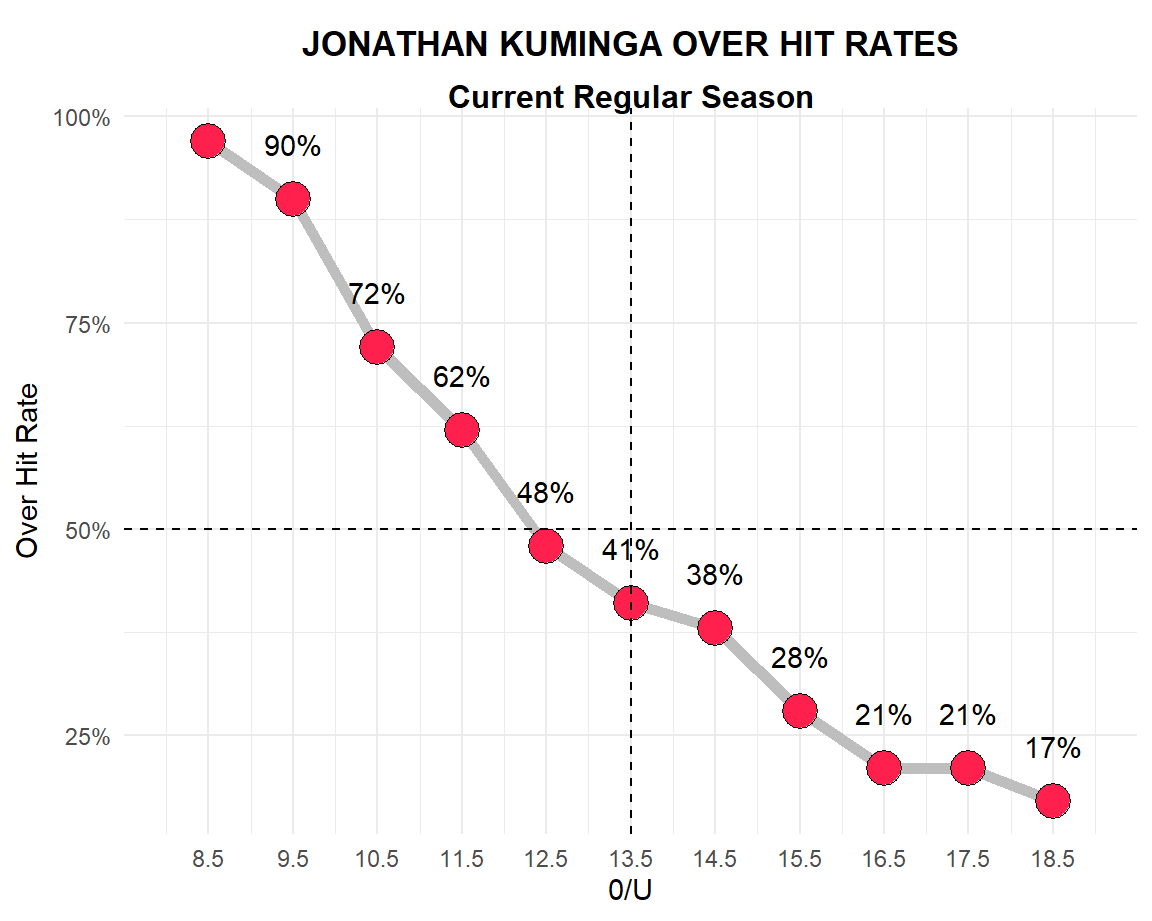 JONATHAN KUMINGA OVER HIT RATES
Current Regular Season
100%
90%
72%
75%
62%
48%
50%
41%
38%
28%
21%
21%
25%
17%
Over Hit Rate
8.5 9.5 10.5 11.5 12.5 13.5 14.5 15.5 16.5 17.5 18.5
0/U